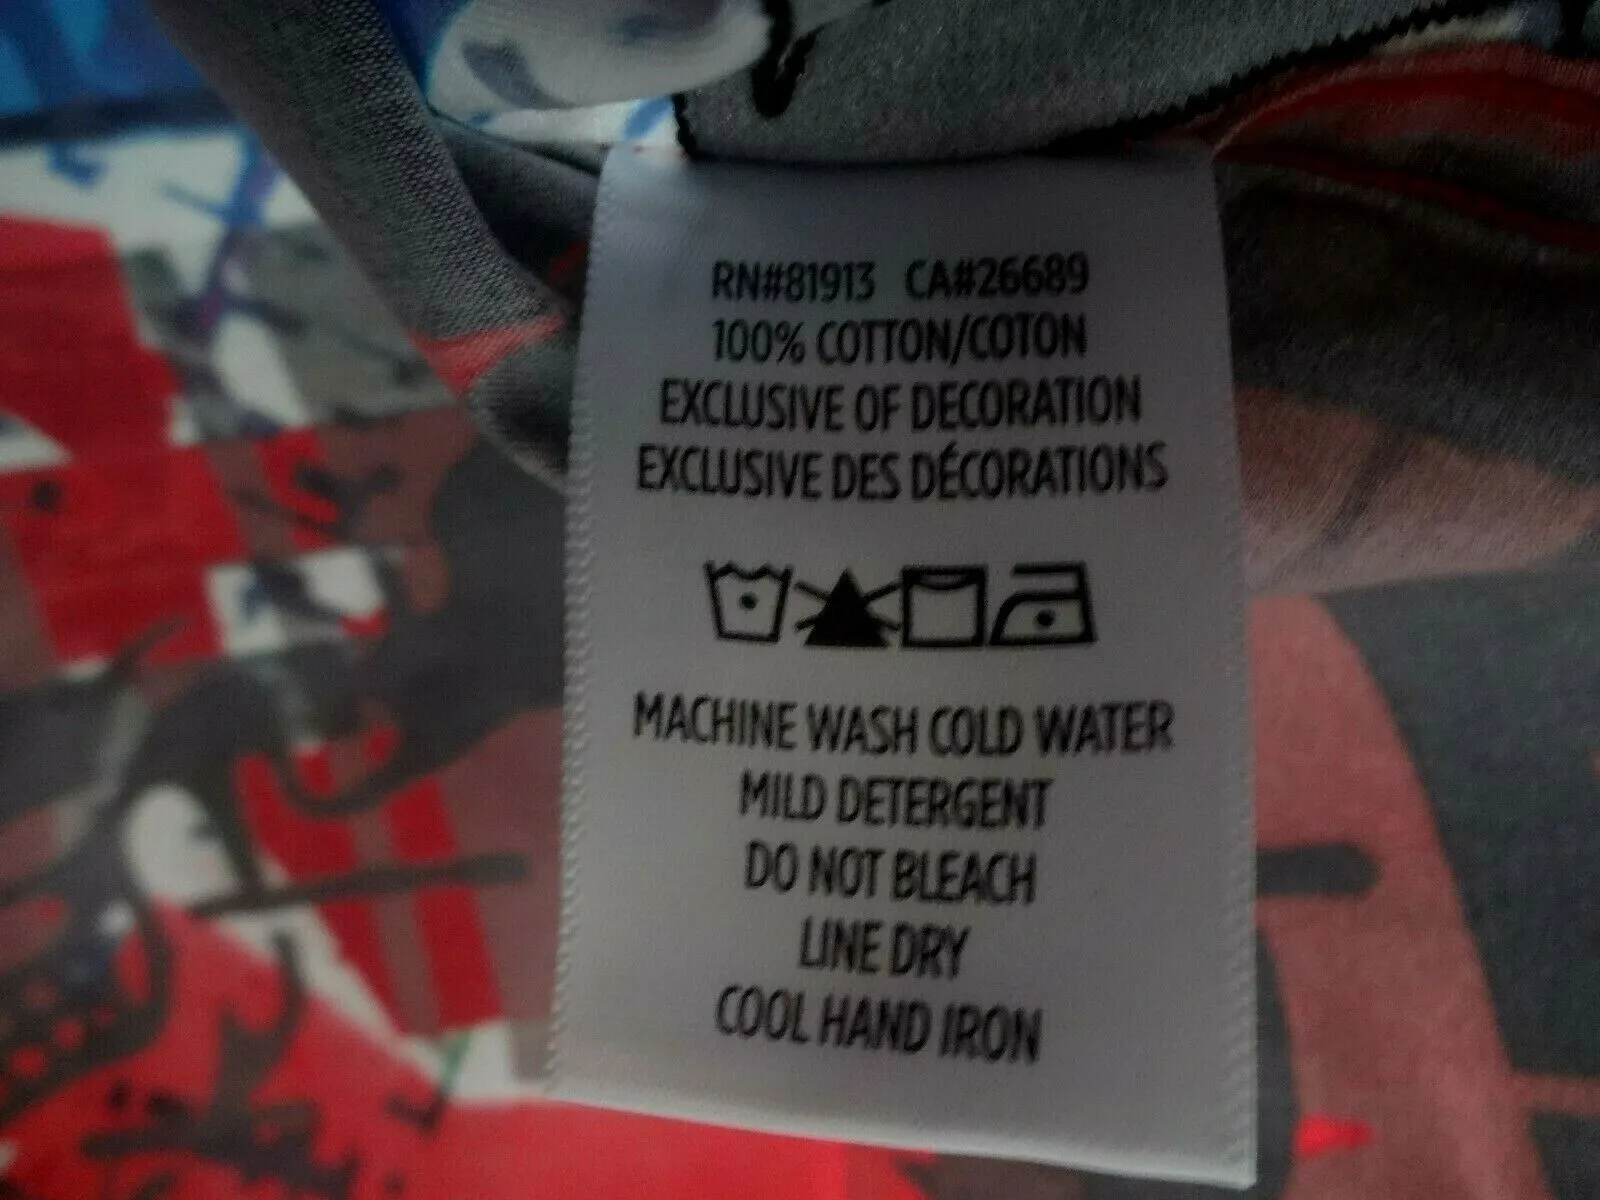 RN#81913 CA#26689
100% COTTON/COTON
EXCLUSIVE OF DECORATION
EXCLUSIVE DES DÉCORATIONS
MACHINE WASH COLD WATER
MILD DETERGENT
DO NOT BLEACH
LINE DRY
COOL HAND IRON